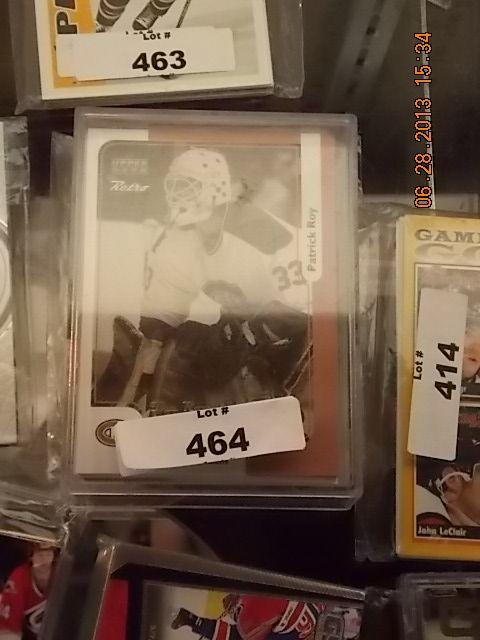 Lot #
463
06 28 2013 15:34
UPPER DECK
Retro
Patrick Roy
33
Lot #
464
GAM
Lot #
414
John LeClair